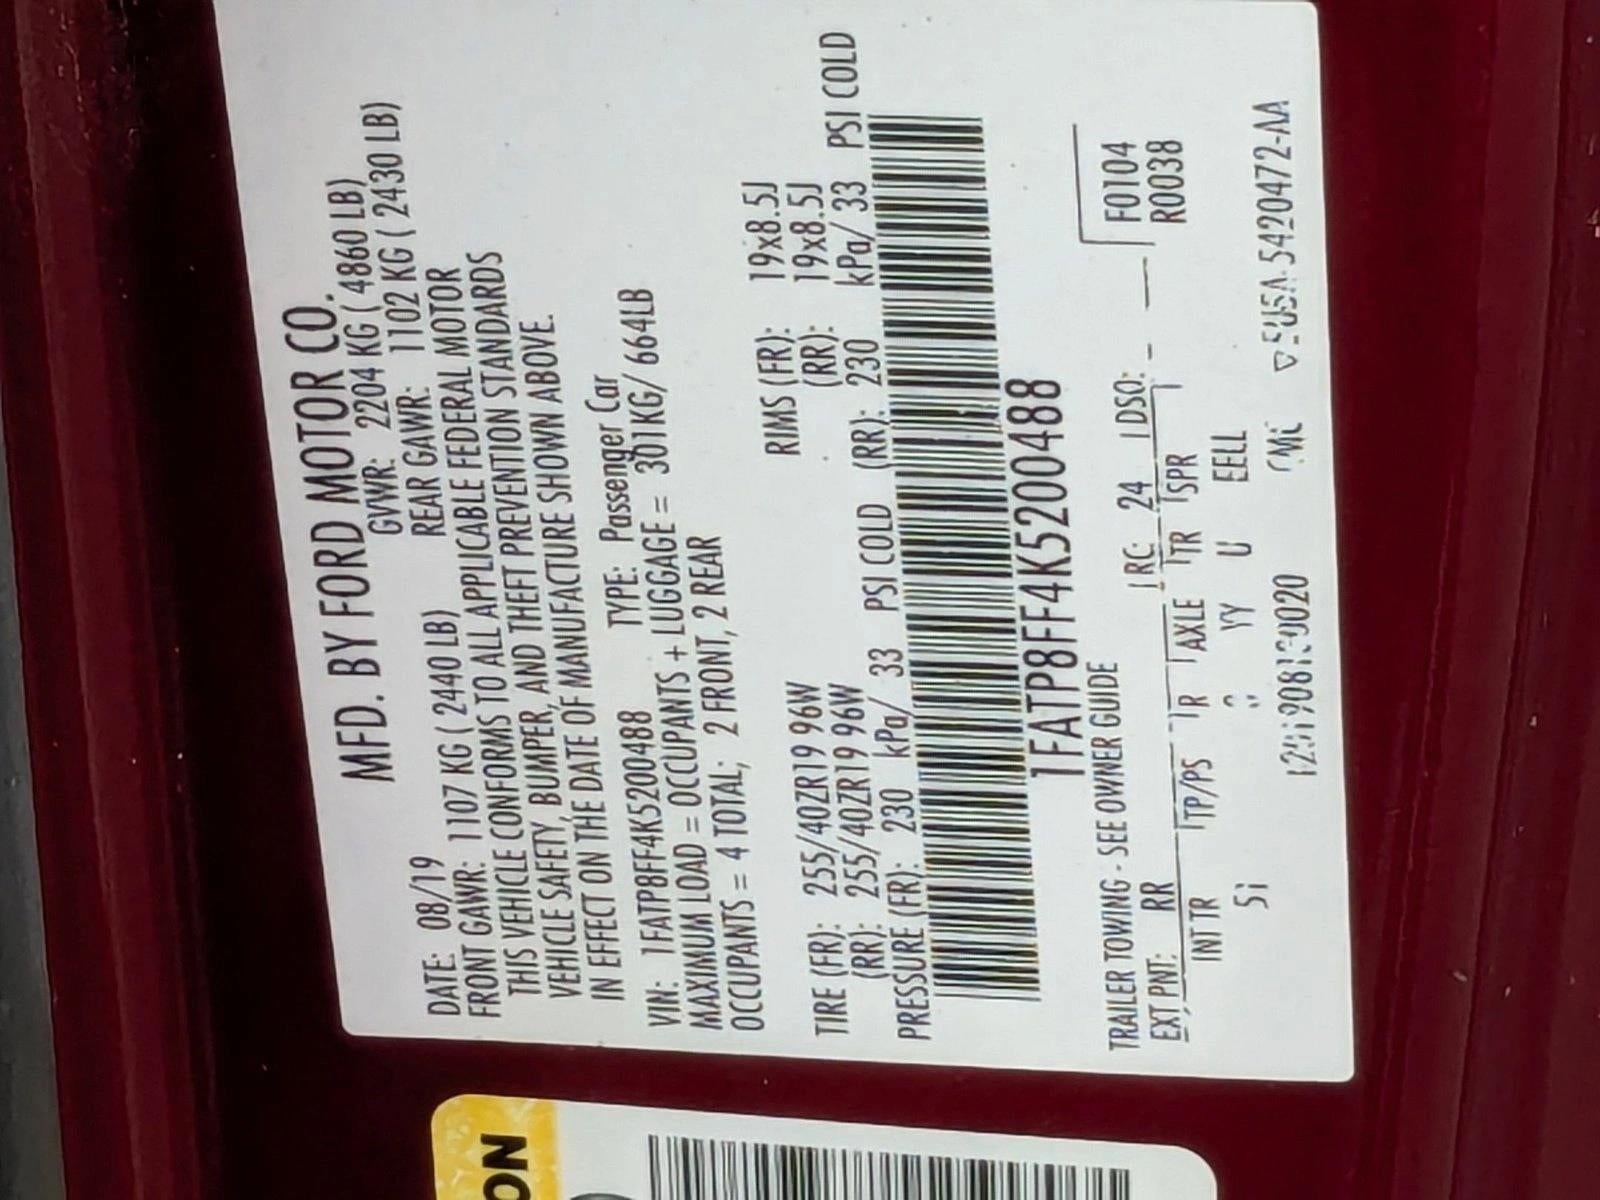 MFD. BY FORD MOTOR CO.
DATE: 08/19 GVWR: 2204 KG ( 4860 LB)
FRONT GAWR: 1107 KG ( 2440 LB) REAR GAWR: 1102 KG ( 2430 LB)
THIS VEHICLE CONFORMS TO ALL APPLICABLE FEDERAL MOTOR
VEHICLE SAFETY, BUMPER, AND THEFT PREVENTION STANDARDS
IN EFFECT ON THE DATE OF MANUFACTURE SHOWN ABOVE.
VIN: 1FATP8FF4K5200488 TYPE: Passenger Car
MAXIMUM LOAD = OCCUPANTS + LUGGAGE = 301KG/ 664LB
OCCUPANTS = 4 TOTAL; 2 FRONT, 2 REAR
TIRE (FR): 255/40ZR19 96W RIMS (FR): 19x8.5J
(RR): 255/40ZR19 96W (RR): 19x8.5J
PRESSURE (FR): 230 kPa/ 33 PSI COLD (RR): 230 kPa/ 33 PSI COLD
1FATP8FF4K5200488
TRAILER TOWING - SEE OWNER GUIDE F0104
EXT PNT: RR RC: 24 DSO: R0038
INT TR TP/PS R AXLE TR SPR
YY U EELL
5420472-AA
ON